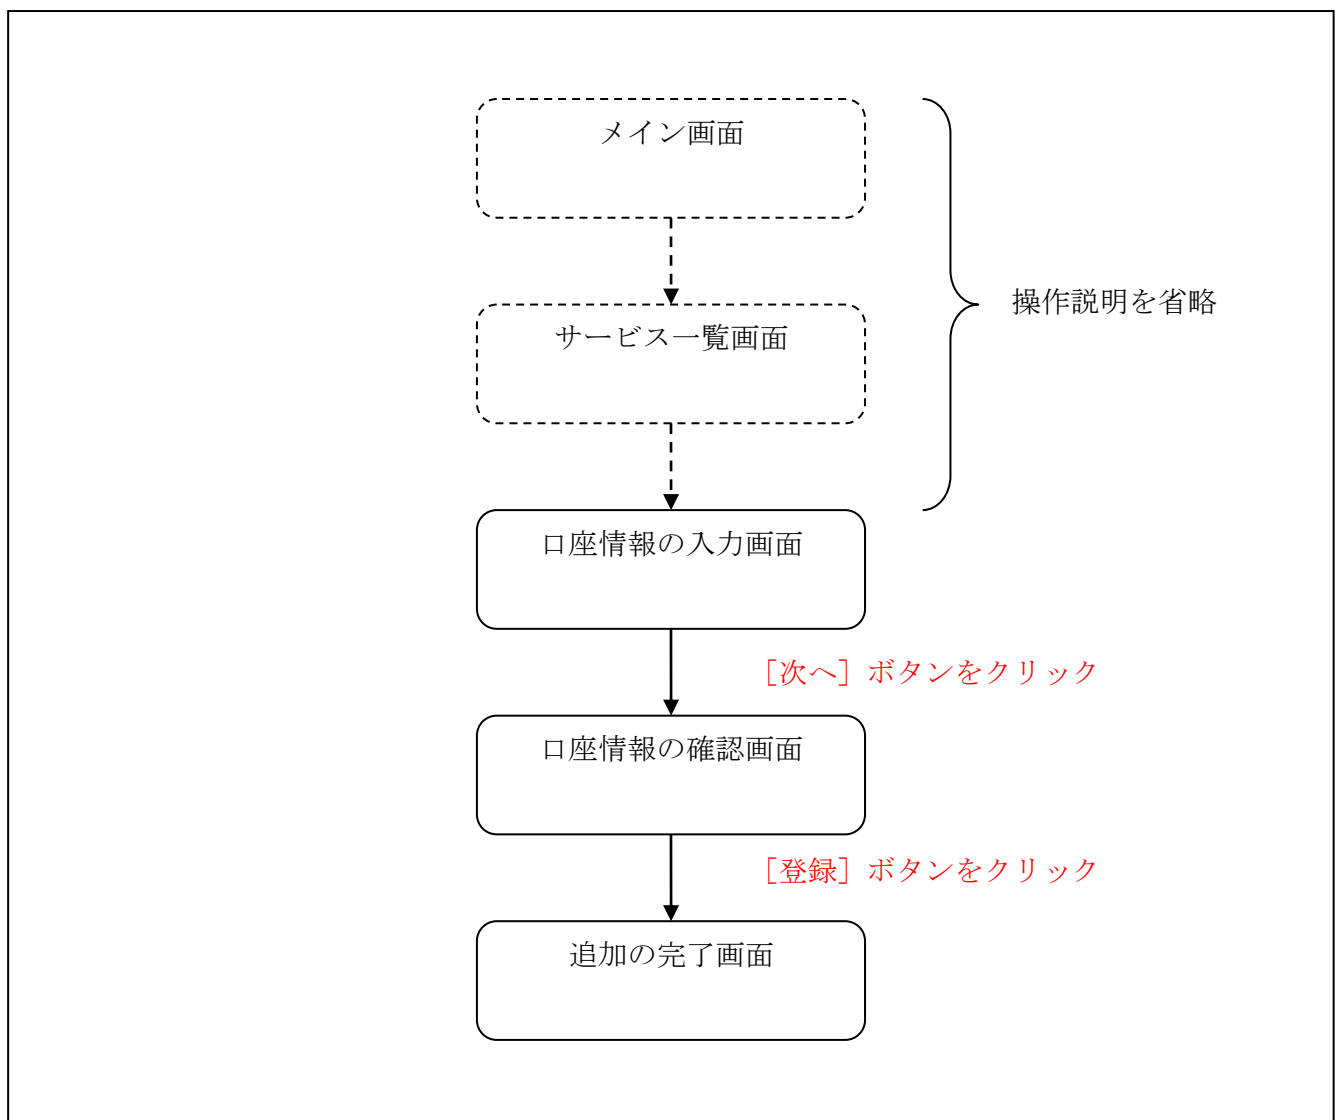 メイン画面
サービス一覧画面
操作説明を省略
口座情報の入力画面
［次へ］ボタンをクリック
口座情報の確認画面
［登録］ボタンをクリック
追加の完了画面